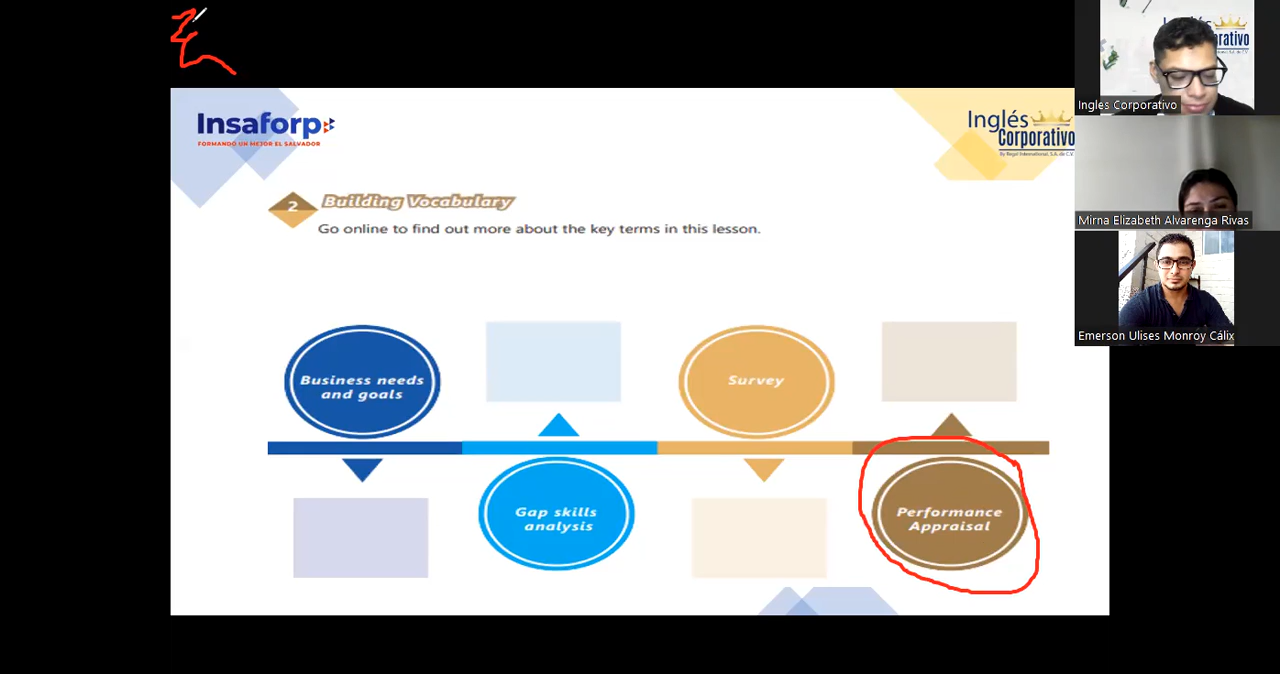 Insaforp
FORMANDO UN MEJOR EL SALVADOR
Inglés
Corporativo
By Regal International, S.A. de C.V.
2 Building Vocabulary
Go online to find out more about the key terms in this lesson.
Business needs
and goals
Survey
Gap skills
analysis
Performance
Appraisal
Ingles Corporativo
Mirna Elizabeth Alvarenga Rivas
Emerson Ulises Monroy Cálix